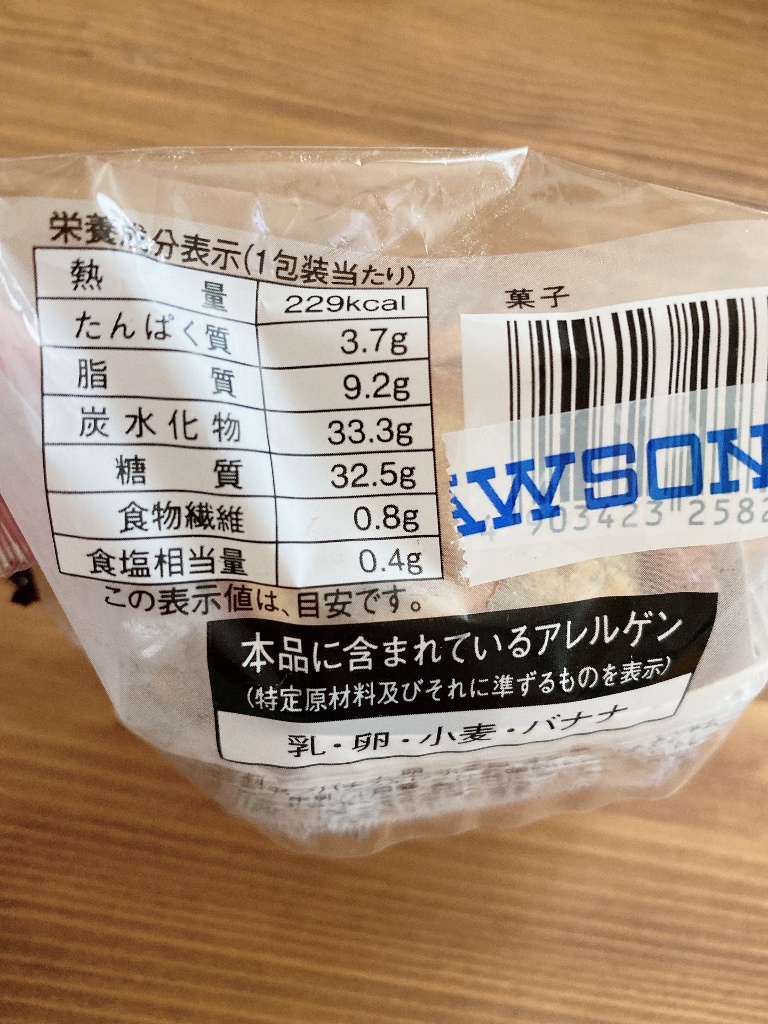 栄養成分表示(1包装当たり)
熱量 229kcal
たんぱく質 3.7g
脂質 9.2g
炭水化物 33.3g
糖質 32.5g
食物繊維 0.8g
食塩相当量 0.4g
この表示値は、目安です。
菓子
AWSON
4 903423 2582
本品に含まれているアレルゲン
(特定原材料及びそれに準ずるものを表示)
乳・卵・小麦・バナナ